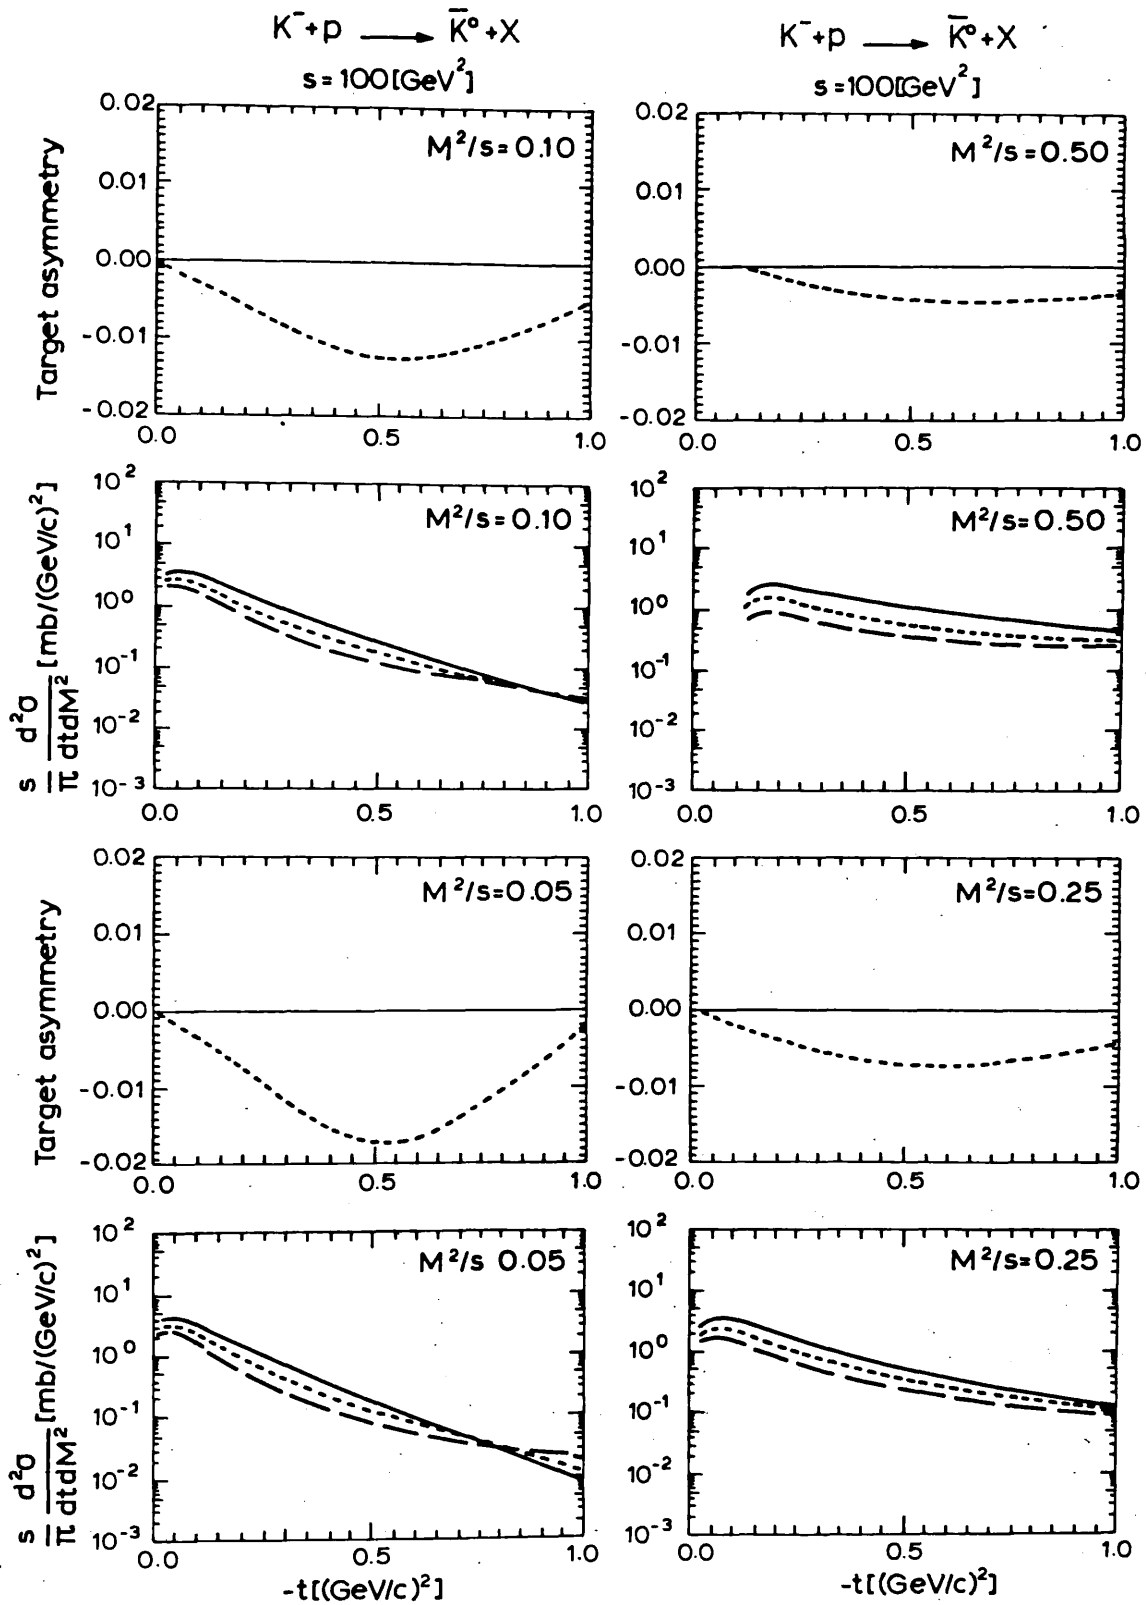 K⁻+p ⟶ K̅⁰+X
s=100[GeV²]
K⁻+p ⟶ K̅⁰+X
s=100[GeV²]
Target asymmetry
0.02
0.01
0.00
-0.01
-0.02
M²/s=0.10
0.0 0.5 1.0
0.02
0.01
0.00
-0.01
-0.02
M²/s=0.50
0.0 0.5 1.0
s/π d²σ/dtdM² [mb/(GeV/c)²]
10²
10¹
10⁰
10⁻¹
10⁻²
10⁻³
M²/s=0.10
0.0 0.5 1.0
10²
10¹
10⁰
10⁻¹
10⁻²
10⁻³
M²/s=0.50
0.0 0.5 1.0
Target asymmetry
0.02
0.01
0.00
-0.01
-0.02
M²/s=0.05
0.0 0.5 1.0
0.02
0.01
0.00
-0.01
-0.02
M²/s=0.25
0.0 0.5 1.0
s/π d²σ/dtdM² [mb/(GeV/c)²]
10²
10¹
10⁰
10⁻¹
10⁻²
10⁻³
M²/s 0.05
0.0 0.5 1.0
-t[(GeV/c)²]
10²
10¹
10⁰
10⁻¹
10⁻²
10⁻³
M²/s=0.25
0.0 0.5 1.0
-t[(GeV/c)²]